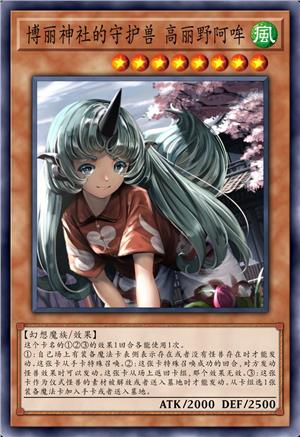 博丽神社的守护兽 高丽野阿哞
風
【幻想魔族/效果】
这个卡名的①②③的效果1回合各能使用1次。
①:自己场上有装备魔法卡表侧表示存在或者没有怪兽存在时才能发
动。这张卡从手卡特殊召唤。②:这张卡特殊召唤成功的回合,对方发动
怪兽效果时可以发动。这张卡从场上返回卡组,那个效果无效。③:这张
卡作为仪式怪兽的素材被解放或者送入墓地时才能发动。从卡组选1张
装备魔法卡加入手卡或者送入墓地。
ATK/2000 DEF/2500